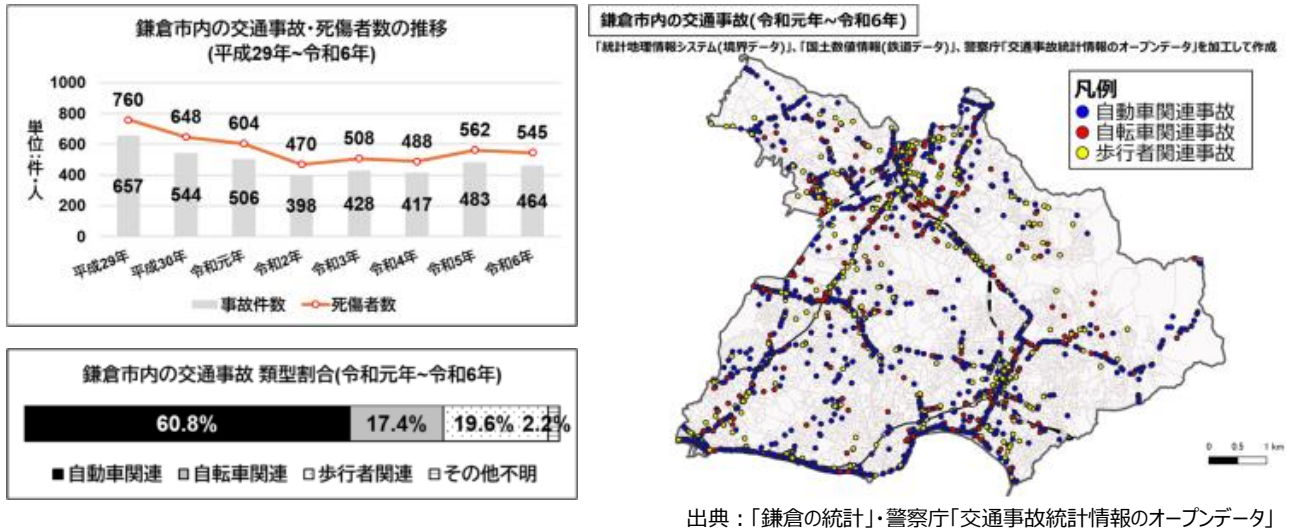 鎌倉市内の交通事故・死傷者数の推移
(平成29年~令和6年)
単位:件・人
1000
800
600
400
200
0
760
648
604
470
508
488
562
545
657
544
506
398
428
417
483
464
平成29年
平成30年
令和元年
令和2年
令和3年
令和4年
令和5年
令和6年
事故件数
死傷者数
鎌倉市内の交通事故 類型割合(令和元年~令和6年)
60.8%
17.4%
19.6%
2.2%
自動車関連
自転車関連
歩行者関連
その他不明
鎌倉市内の交通事故(令和元年~令和6年)
「統計地理情報システム(境界データ)」、「国土数値情報(鉄道データ)」、警察庁「交通事故統計情報のオープンデータ」を加工して作成
凡例
自動車関連事故
自転車関連事故
歩行者関連事故
0 0.5 1 km
出典:「鎌倉の統計」・警察庁「交通事故統計情報のオープンデータ」